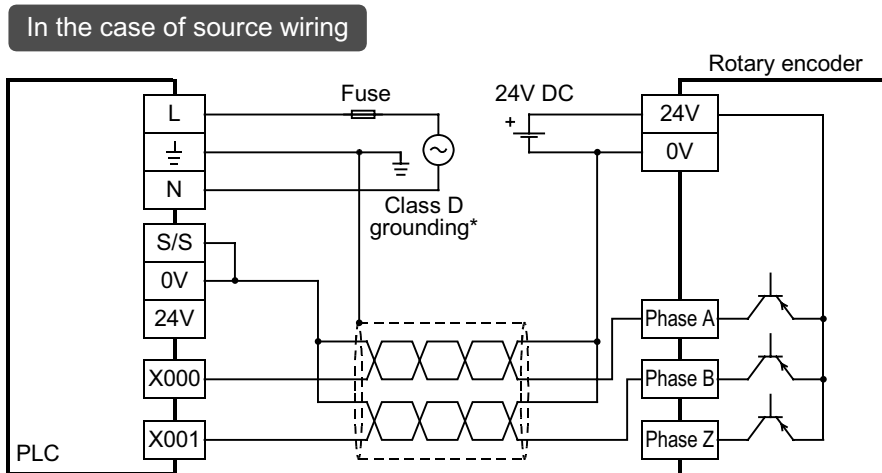 In the case of source wiring
Rotary encoder
Fuse
24V DC
+
L
N
S/S
0V
24V
X000
X001
PLC
Class D
grounding*
24V
0V
Phase A
Phase B
Phase Z